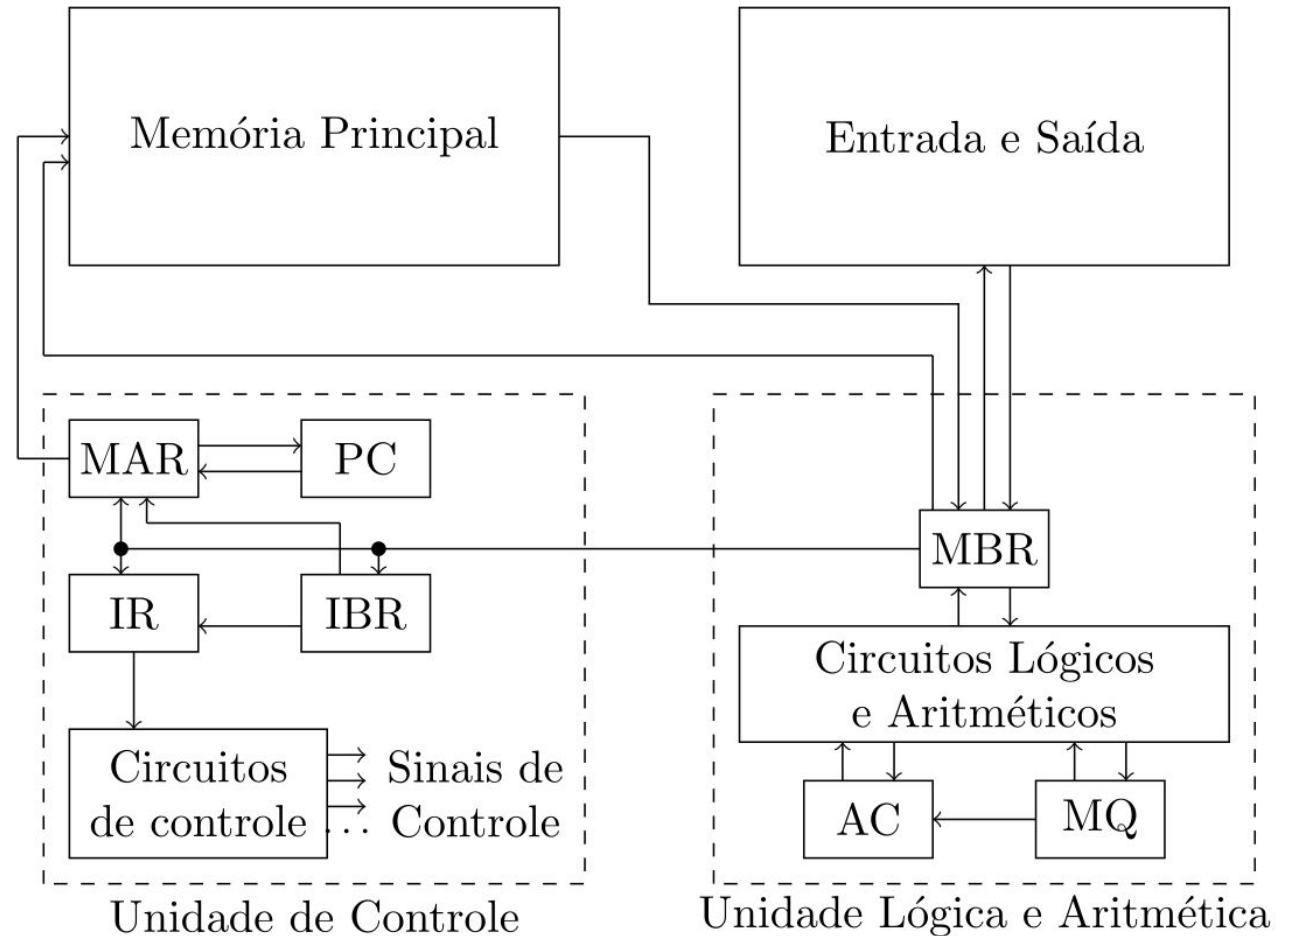 Memória Principal
Entrada e Saída
MAR
PC
IR
IBR
Circuitos
de controle
Sinais de
... Controle
Unidade de Controle
MBR
Circuitos Lógicos
e Aritméticos
AC
MQ
Unidade Lógica e Aritmética